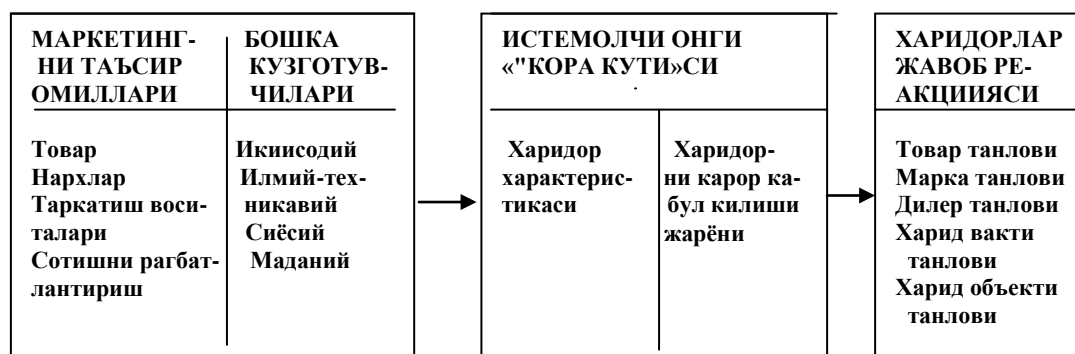 МАРКЕТИНГ-
НИ ТАЪСИР
ОМИЛЛАРИ
Товар
Нархлар
Таркатиш воси-
талари
Сотишни рагбат-
лантириш
БОШКА
КУЗГОТУВ-
ЧИЛАРИ
Икиисодий
Илмий-тех-
никавий
Сиёсий
Маданий
ИСТЕМОЛЧИ ОНГИ
«"КОРА КУТИ»СИ
Харидор
характерис-
тикаси
Харидор-
ни карор ка-
бул килиши
жарёни
ХАРИДОРЛАР
ЖАВОБ РЕ-
АКЦИИЯСИ
Товар танлови
Марка танлови
Дилер танлови
Харид вакти
танлови
Харид объекти
танлови